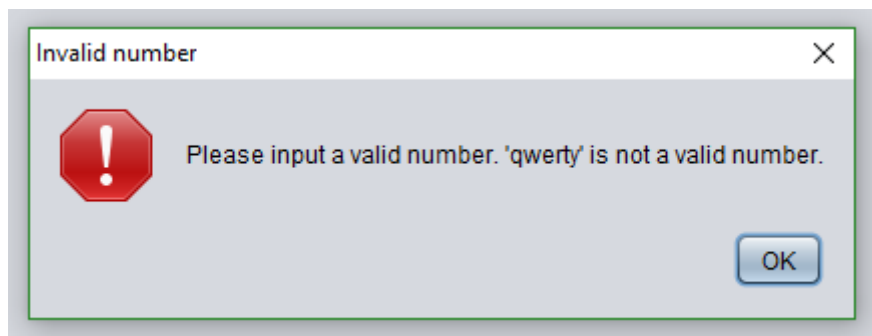 Invalid number
Please input a valid number. 'qwerty' is not a valid number.
OK